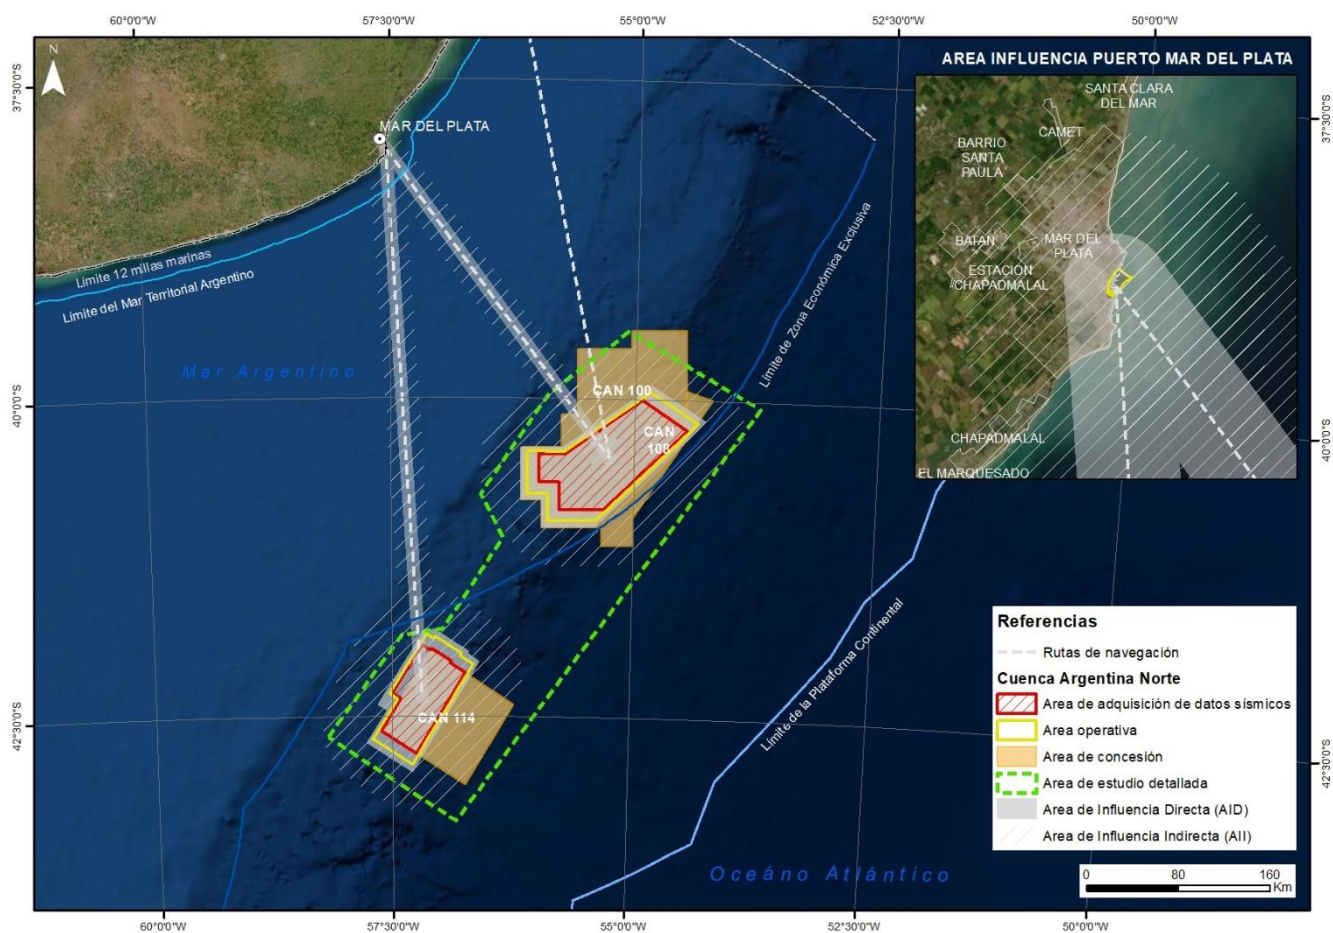 60°0'0"W
57°30'0"W
55°0'0"W
52°30'0"W
50°0'0"W
N
37°30'0"S
37°30'0"S
MAR DEL PLATA
AREA INFLUENCIA PUERTO MAR DEL PLATA
SANTA CLARA
DEL MAR
CAMET
BARRIO
SANTA
PAULA
BATAN
MAR DEL
PLATA
ESTACION
CHAPADMALAL
CHAPADMALAL
EL MARQUESADO
Límite 12 millas marinas
Límite del Mar Territorial Argentino
Límite de Zona Económica Exclusiva
Mar Argentino
40°0'0"S
40°0'0"S
CAN 100
CAN
108
CAN 114
42°30'0"S
42°30'0"S
Límite de la Plataforma Continental
Océano Atlántico
Referencias
Rutas de navegación
Cuenca Argentina Norte
Area de adquisición de datos sísmicos
Area operativa
Area de concesión
Area de estudio detallada
Area de Influencia Directa (AID)
Area de Influencia Indirecta (AII)
0 80 160
Km
60°0'0"W
57°30'0"W
55°0'0"W
52°30'0"W
50°0'0"W